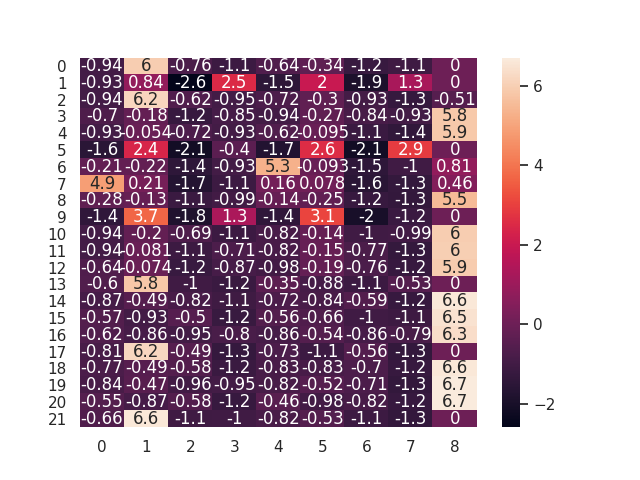 0 -0.94 6 -0.76 -1.1 -0.64 -0.34 -1.2 -1.1 0
1 -0.93 0.84 -2.6 2.5 -1.5 2 -1.9 1.3 0
2 -0.94 6.2 -0.62 -0.95 -0.72 -0.3 -0.93 -1.3 -0.51
3 -0.7 -0.18 -1.2 -0.85 -0.94 -0.27 -0.84 -0.93 5.8
4 -0.93 -0.054 -0.72 -0.93 -0.62 -0.095 -1.1 -1.4 5.9
5 -1.6 2.4 -2.1 -0.4 -1.7 2.6 -2.1 2.9 0
6 -0.21 -0.22 -1.4 -0.93 5.3 -0.093 -1.5 -1 0.81
7 4.9 0.21 -1.7 -1.1 0.16 0.078 -1.6 -1.3 0.46
8 -0.28 -0.13 -1.1 -0.99 -0.14 -0.25 -1.2 -1.3 5.5
9 -1.4 3.7 -1.8 1.3 -1.4 3.1 -2 -1.2 0
10 -0.94 -0.2 -0.69 -1.1 -0.82 -0.14 -1 -0.99 6
11 -0.94 -0.081 -1.1 -0.71 -0.82 -0.15 -0.77 -1.3 6
12 -0.64 -0.074 -1.2 -0.87 -0.98 -0.19 -0.76 -1.2 5.9
13 -0.6 5.8 -1 -1.2 -0.35 -0.88 -1.1 -0.53 0
14 -0.87 -0.49 -0.82 -1.1 -0.72 -0.84 -0.59 -1.2 6.6
15 -0.57 -0.93 -0.5 -1.2 -0.56 -0.66 -1 -1.1 6.5
16 -0.62 -0.86 -0.95 -0.8 -0.86 -0.54 -0.86 -0.79 6.3
17 -0.81 6.2 -0.49 -1.3 -0.73 -1.1 -0.56 -1.3 0
18 -0.77 -0.49 -0.58 -1.2 -0.83 -0.83 -0.7 -1.2 6.6
19 -0.84 -0.47 -0.96 -0.95 -0.82 -0.52 -0.71 -1.3 6.7
20 -0.55 -0.87 -0.58 -1.2 -0.46 -0.98 -0.82 -1.2 6.7
21 -0.66 6.6 -1.1 -1 -0.82 -0.53 -1.1 -1.3 0
0 1 2 3 4 5 6 7 8
6
4
2
0
−2